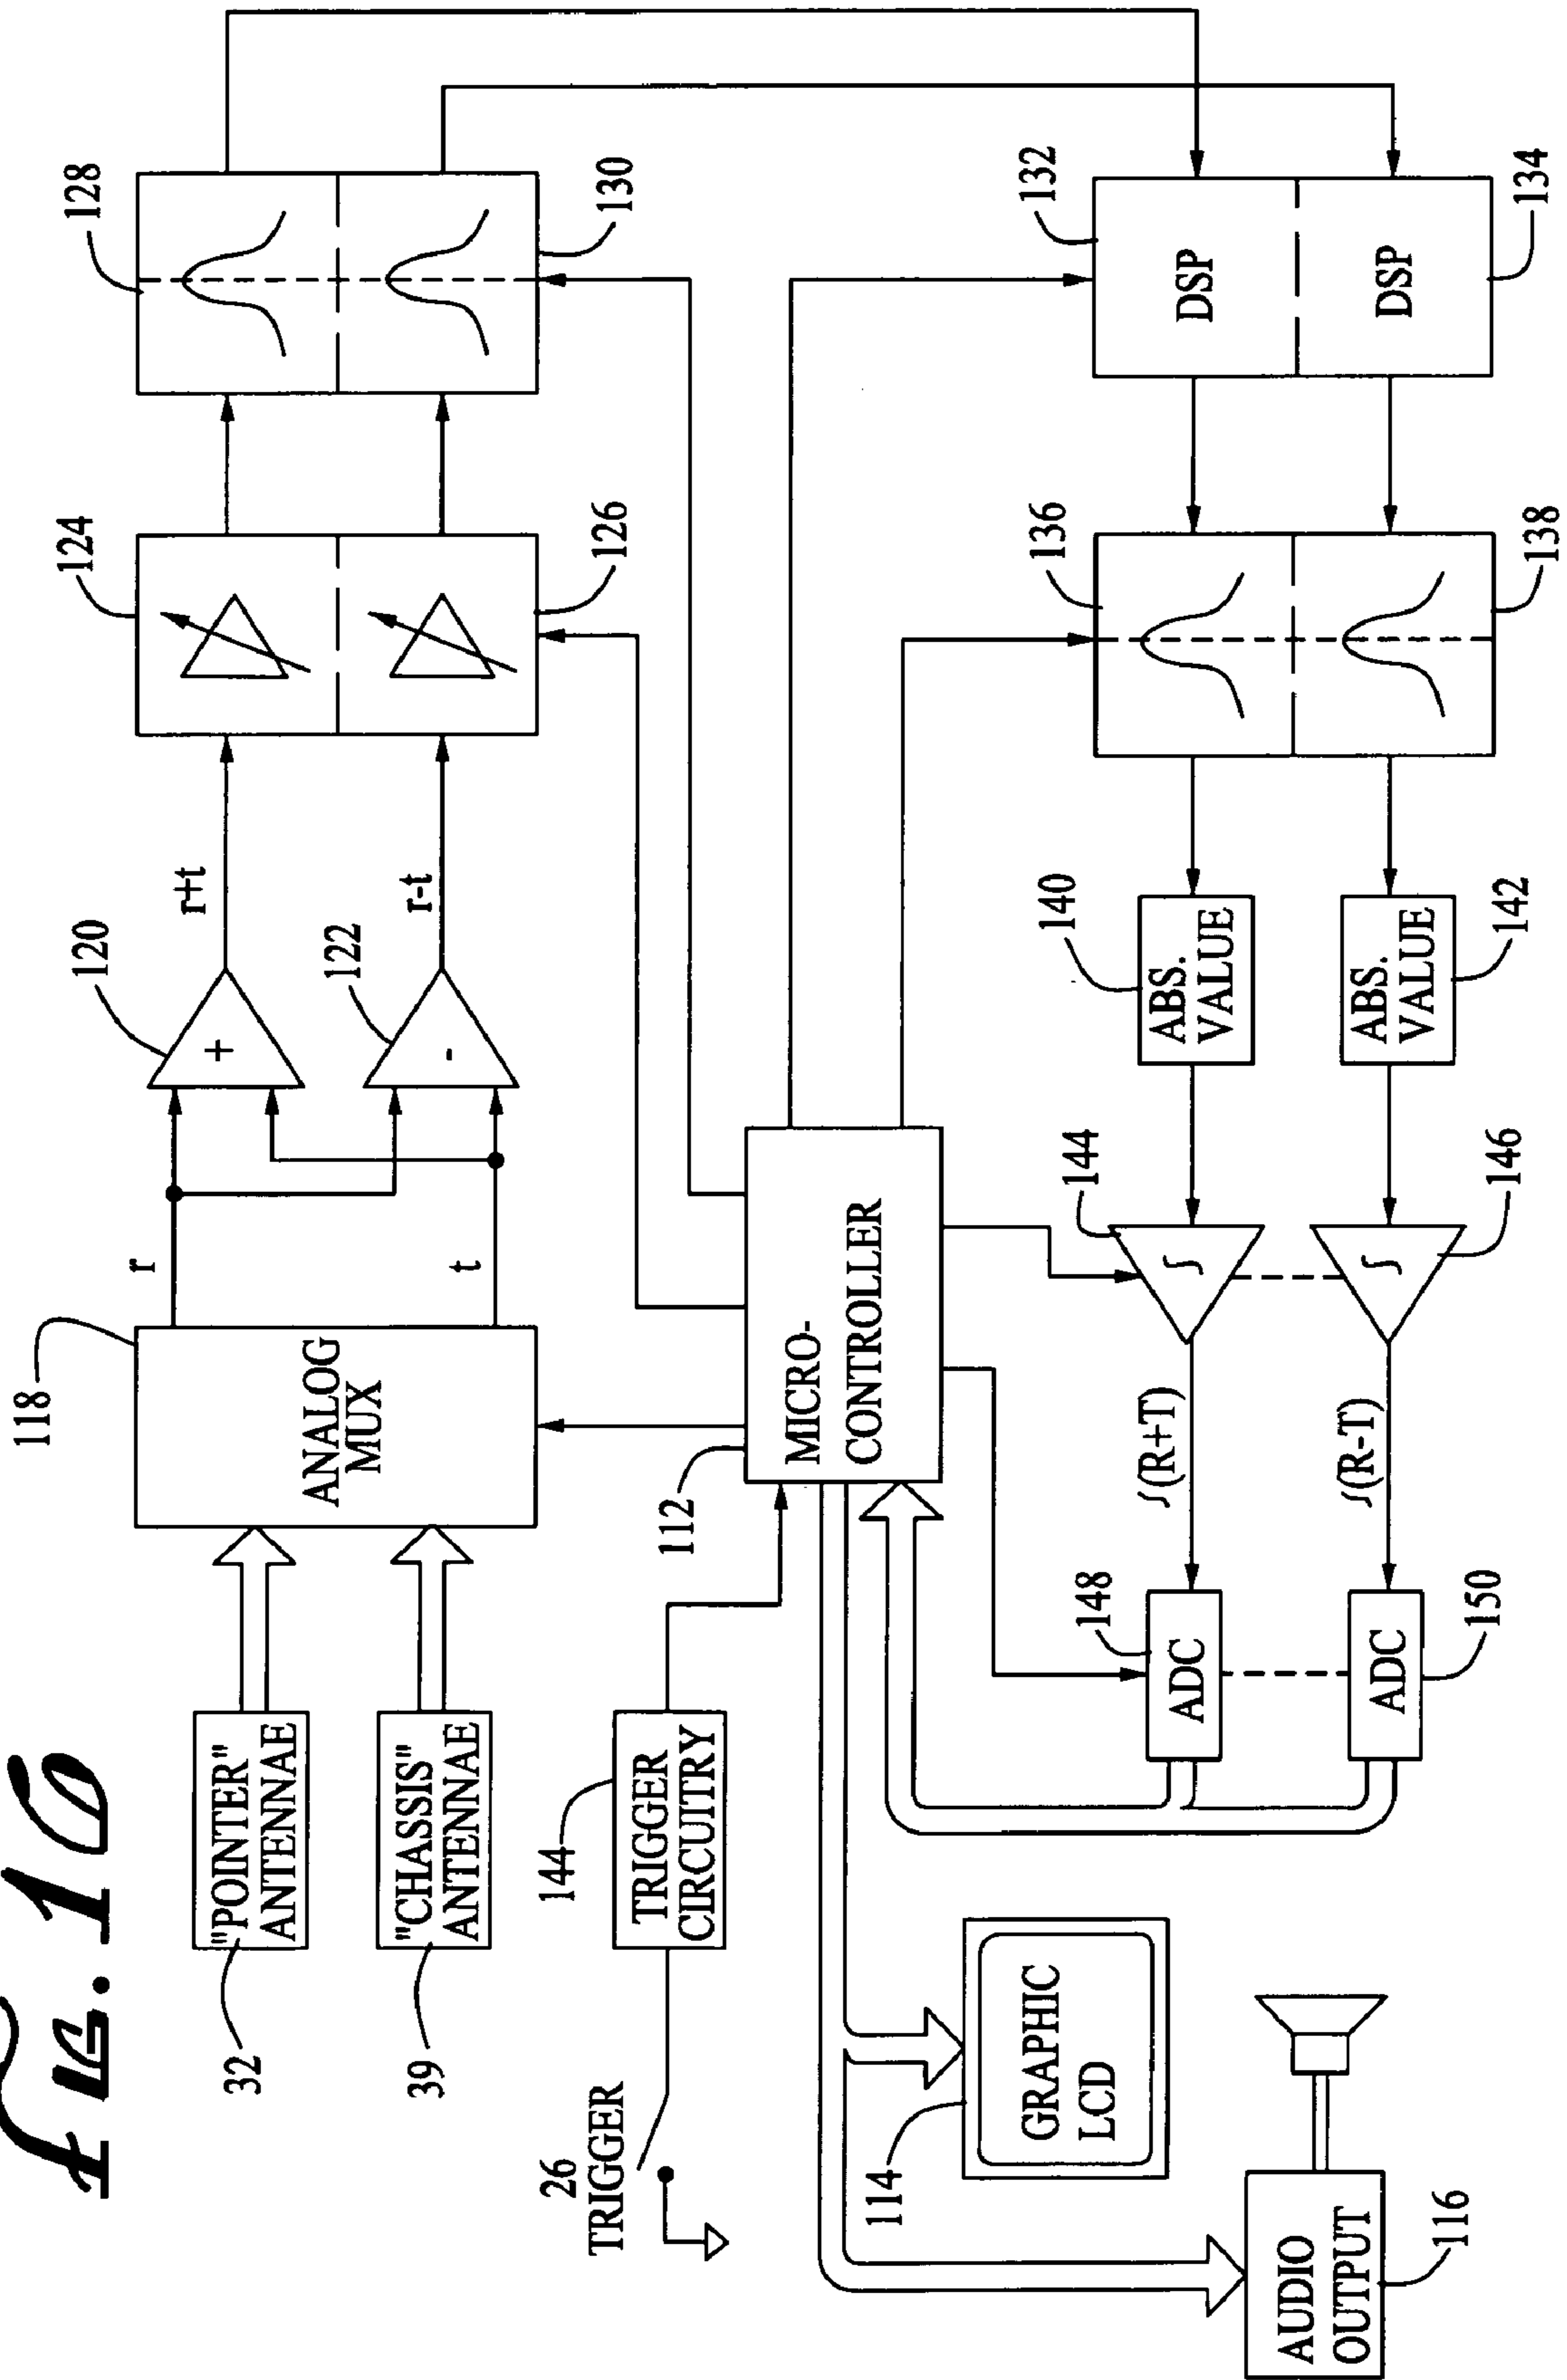 Fig. 16
118
ANALOG
MUX
r
t
120
+
122
-
r+t
r-t
124
126
128
130
"POINTER"
ANTENNAE
32
"CHASSIS"
ANTENNAE
39
26
TRIGGER
144
TRIGGER
CIRCUITRY
112
MICRO-
CONTROLLER
132
DSP
DSP
134
136
138
140
ABS.
VALUE
ABS.
VALUE
142
144
∫
∫
146
∫(R+T)
∫(R-T)
148
ADC
ADC
150
114
GRAPHIC
LCD
AUDIO
OUTPUT
116